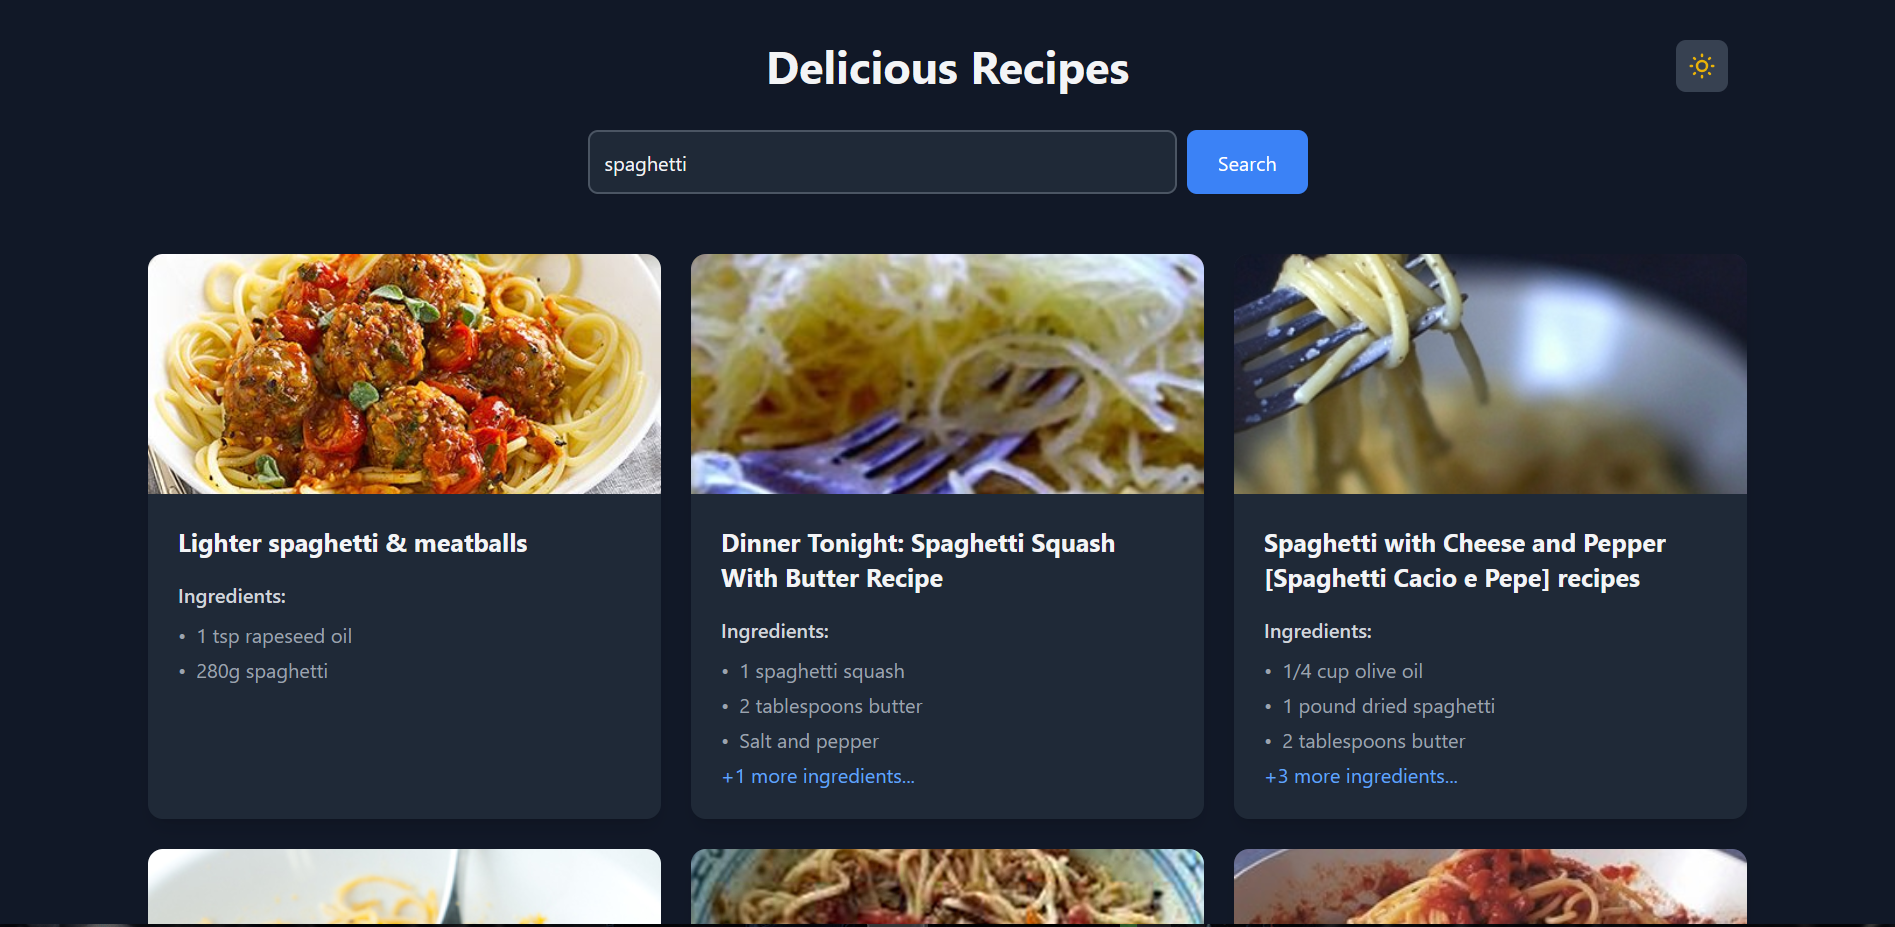 Delicious Recipes
spaghetti
Search
Lighter spaghetti & meatballs
Ingredients:
• 1 tsp rapeseed oil
• 280g spaghetti
Dinner Tonight: Spaghetti Squash
With Butter Recipe
Ingredients:
• 1 spaghetti squash
• 2 tablespoons butter
• Salt and pepper
+1 more ingredients...
Spaghetti with Cheese and Pepper
[Spaghetti Cacio e Pepe] recipes
Ingredients:
• 1/4 cup olive oil
• 1 pound dried spaghetti
• 2 tablespoons butter
+3 more ingredients...